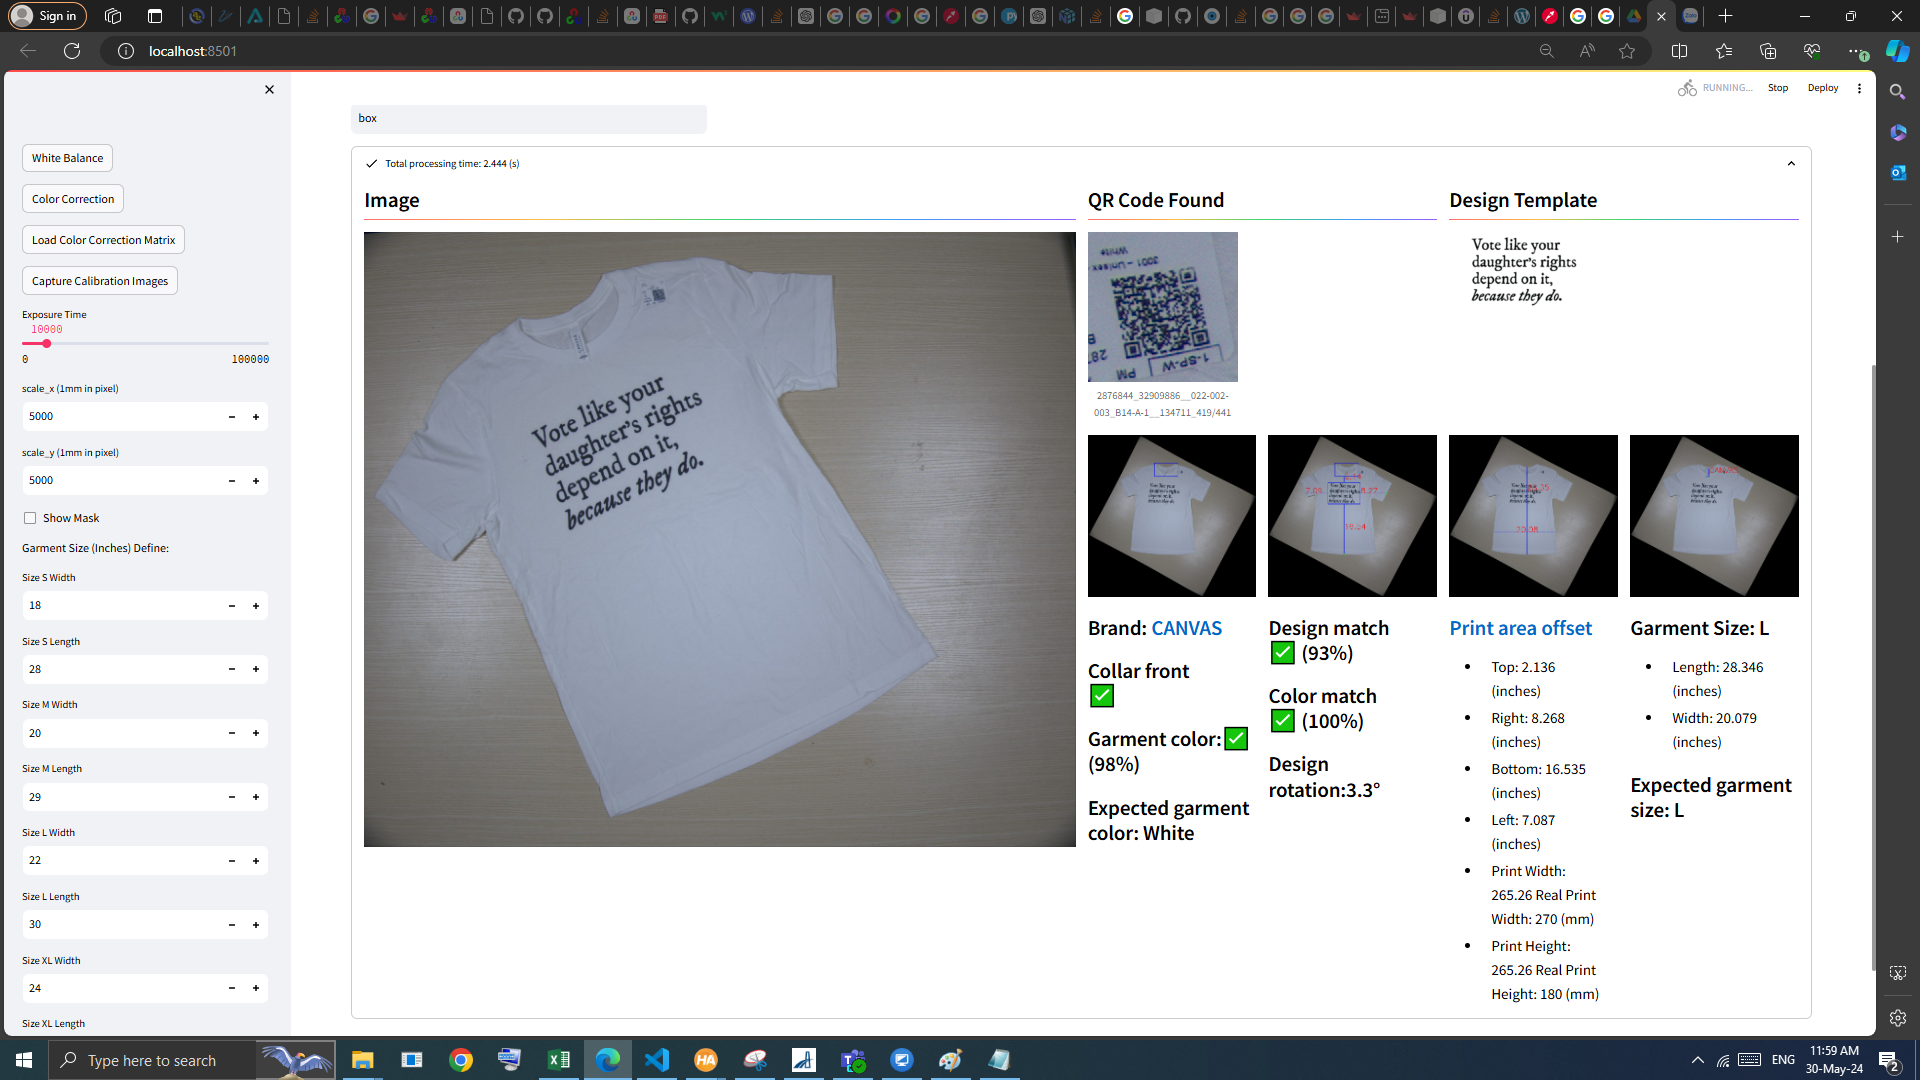 Sign in
localhost:8501
RUNNING...
Stop
Deploy
White Balance
Color Correction
Load Color Correction Matrix
Capture Calibration Images
Exposure Time
10000
0
100000
scale_x (1mm in pixel)
5000
scale_y (1mm in pixel)
5000
Show Mask
Garment Size (Inches) Define:
Size S Width
18
Size S Length
28
Size M Width
20
Size M Length
29
Size L Width
22
Size L Length
30
Size XL Width
24
Size XL Length
box
Total processing time: 2.444 (s)
Image
Vote like your
daughter's rights
depend on it,
because they do.
QR Code Found
White
3001 - Unisex
1-SP-W
PM
2876844_32909886__022-002-
003_B14-A-1__134711_419/441
Design Template
Vote like your
daughter's rights
depend on it,
because they do.
Brand: CANVAS
Collar front
Garment color:
(98%)
Expected garment
color: White
Design match
(93%)
Color match
(100%)
Design
rotation:3.3°
Print area offset
Top: 2.136
(inches)
Right: 8.268
(inches)
Bottom: 16.535
(inches)
Left: 7.087
(inches)
Print Width:
265.26 Real Print
Width: 270 (mm)
Print Height:
265.26 Real Print
Height: 180 (mm)
Garment Size: L
Length: 28.346
(inches)
Width: 20.079
(inches)
Expected garment
size: L
Type here to search
ENG
11:59 AM
30-May-24
2